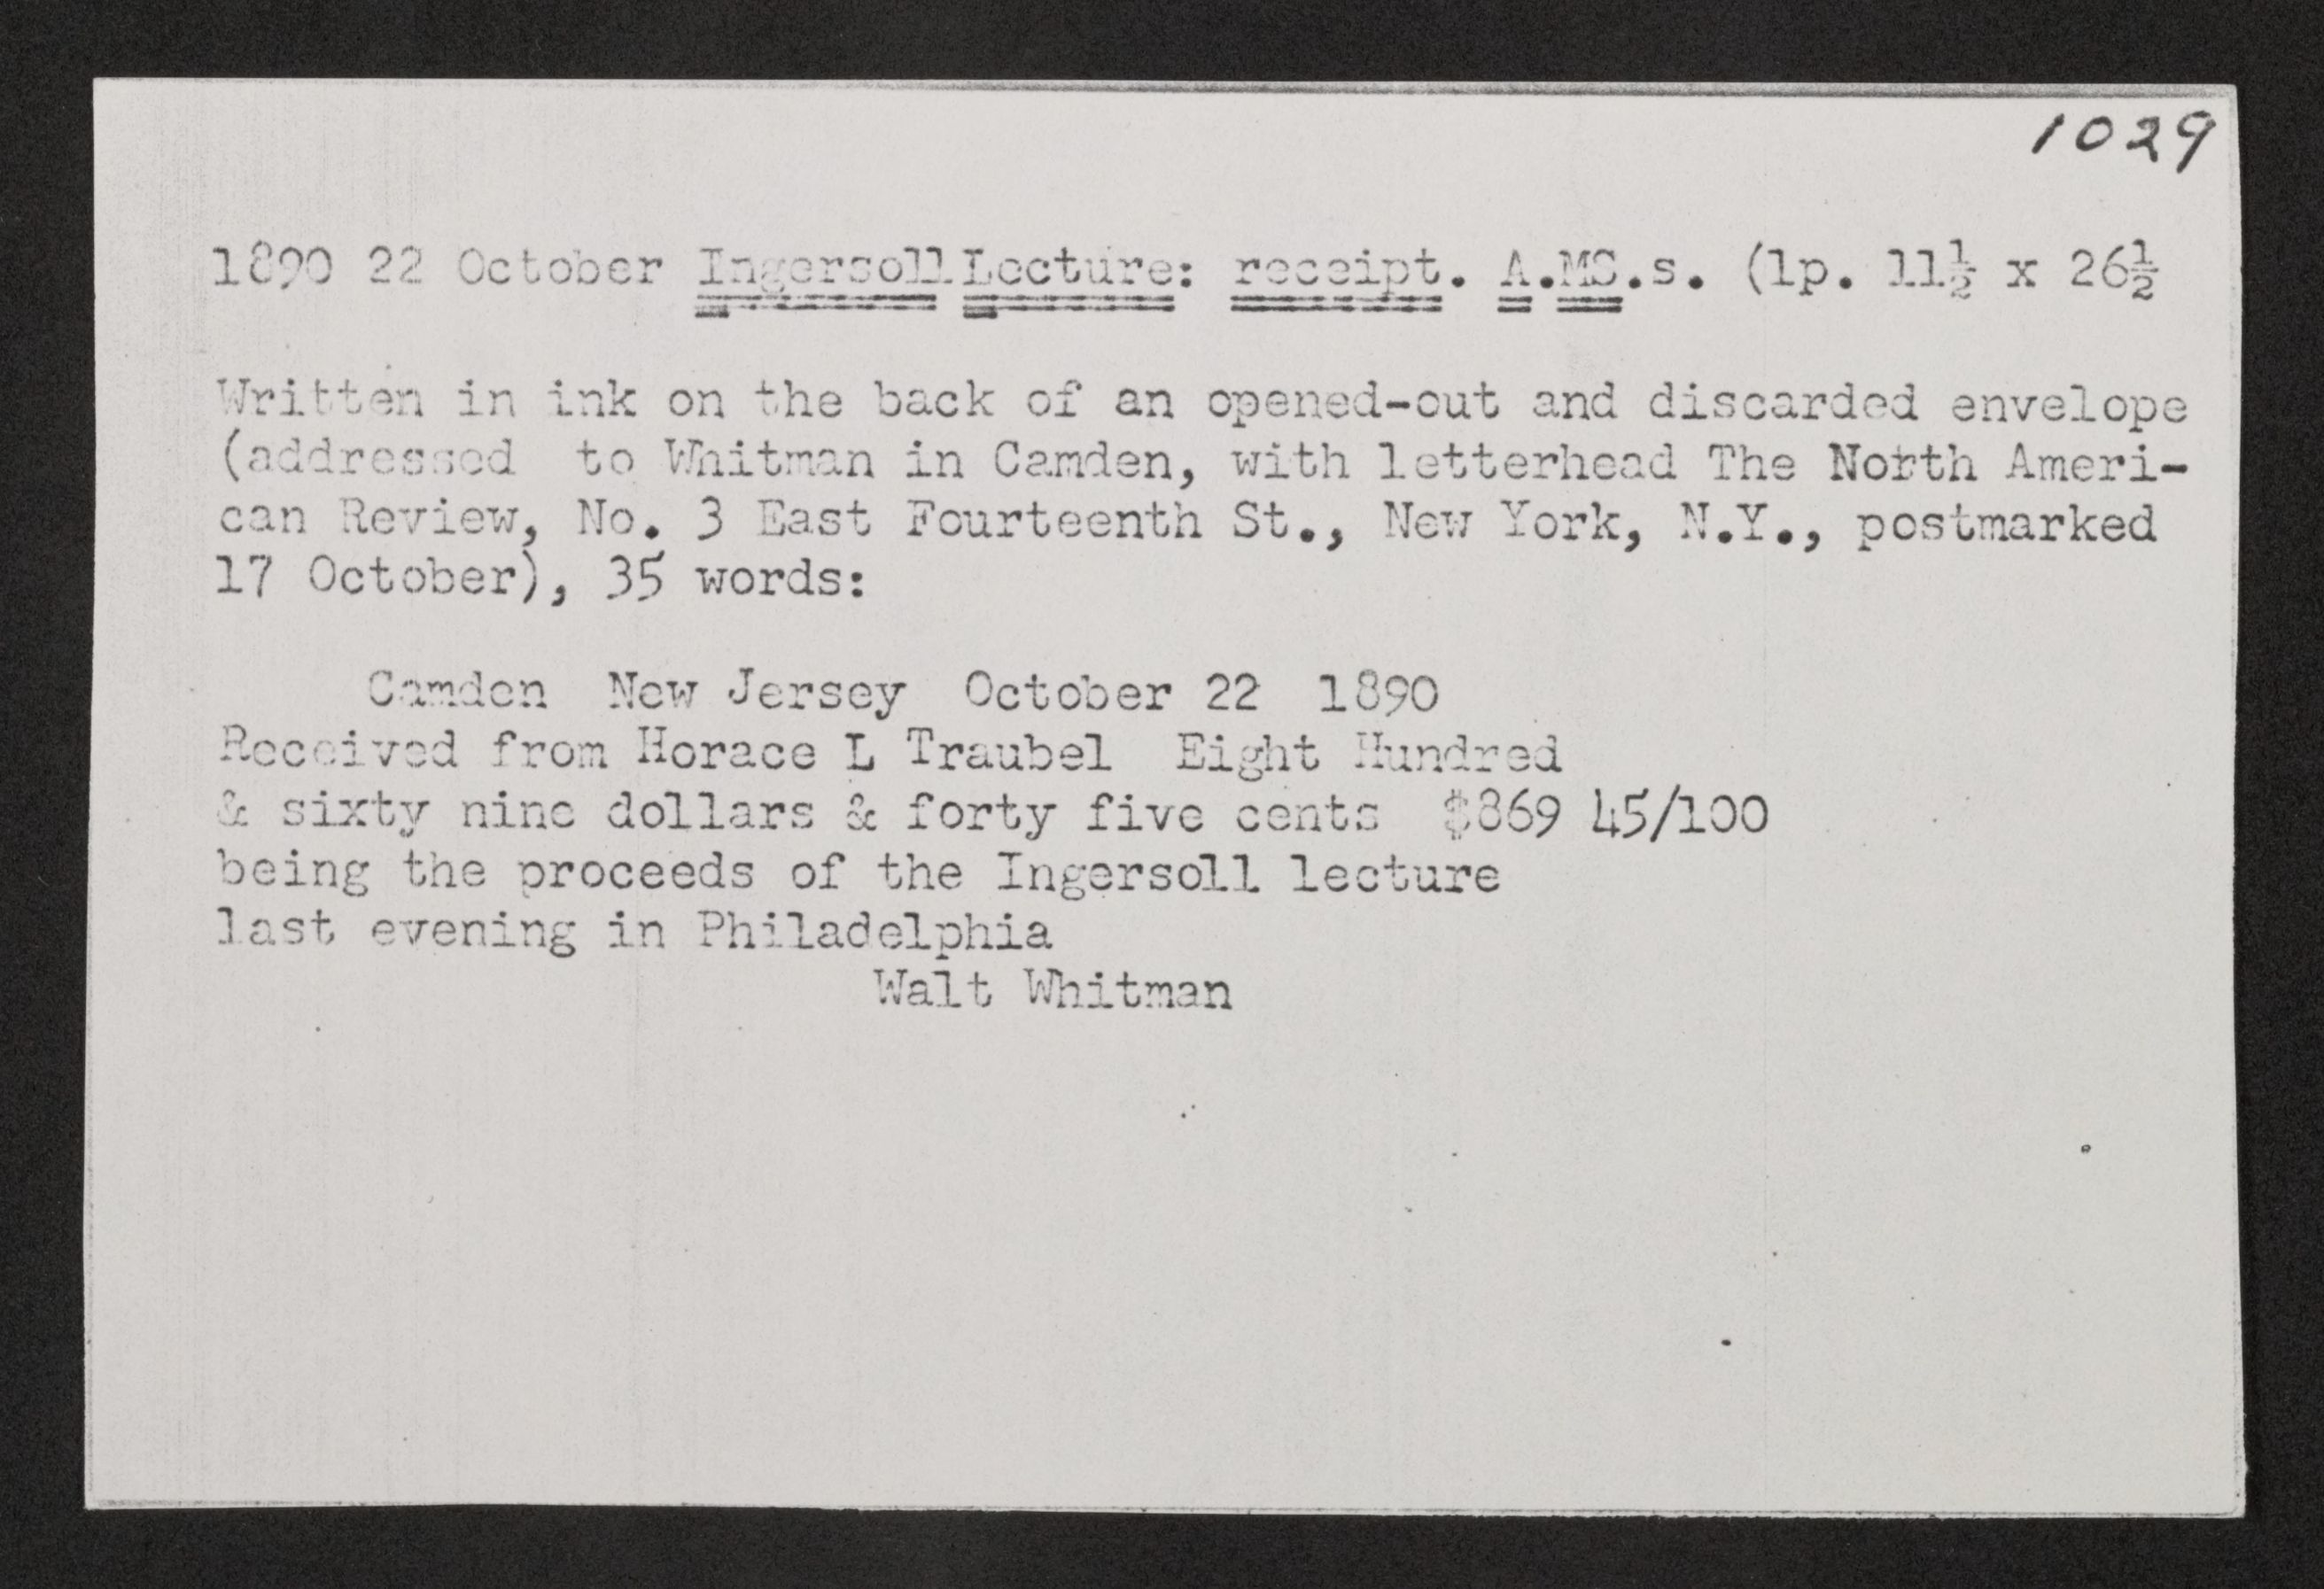 1029
1890 22 October Ingersoll Lecture: receipt. A.MS.s. (1p. 11½ x 26½
Written in ink on the back of an opened-out and discarded envelope
(addressed to Whitman in Camden, with letterhead The North Ameri-
can Review, No. 3 East Fourteenth St., New York, N.Y., postmarked
17 October), 35 words:
Camden New Jersey October 22 1890
Received from Horace L Traubel Eight Hundred
& sixty nine dollars & forty five cents $869 45/100
being the proceeds of the Ingersoll lecture
last evening in Philadelphia
Walt Whitman